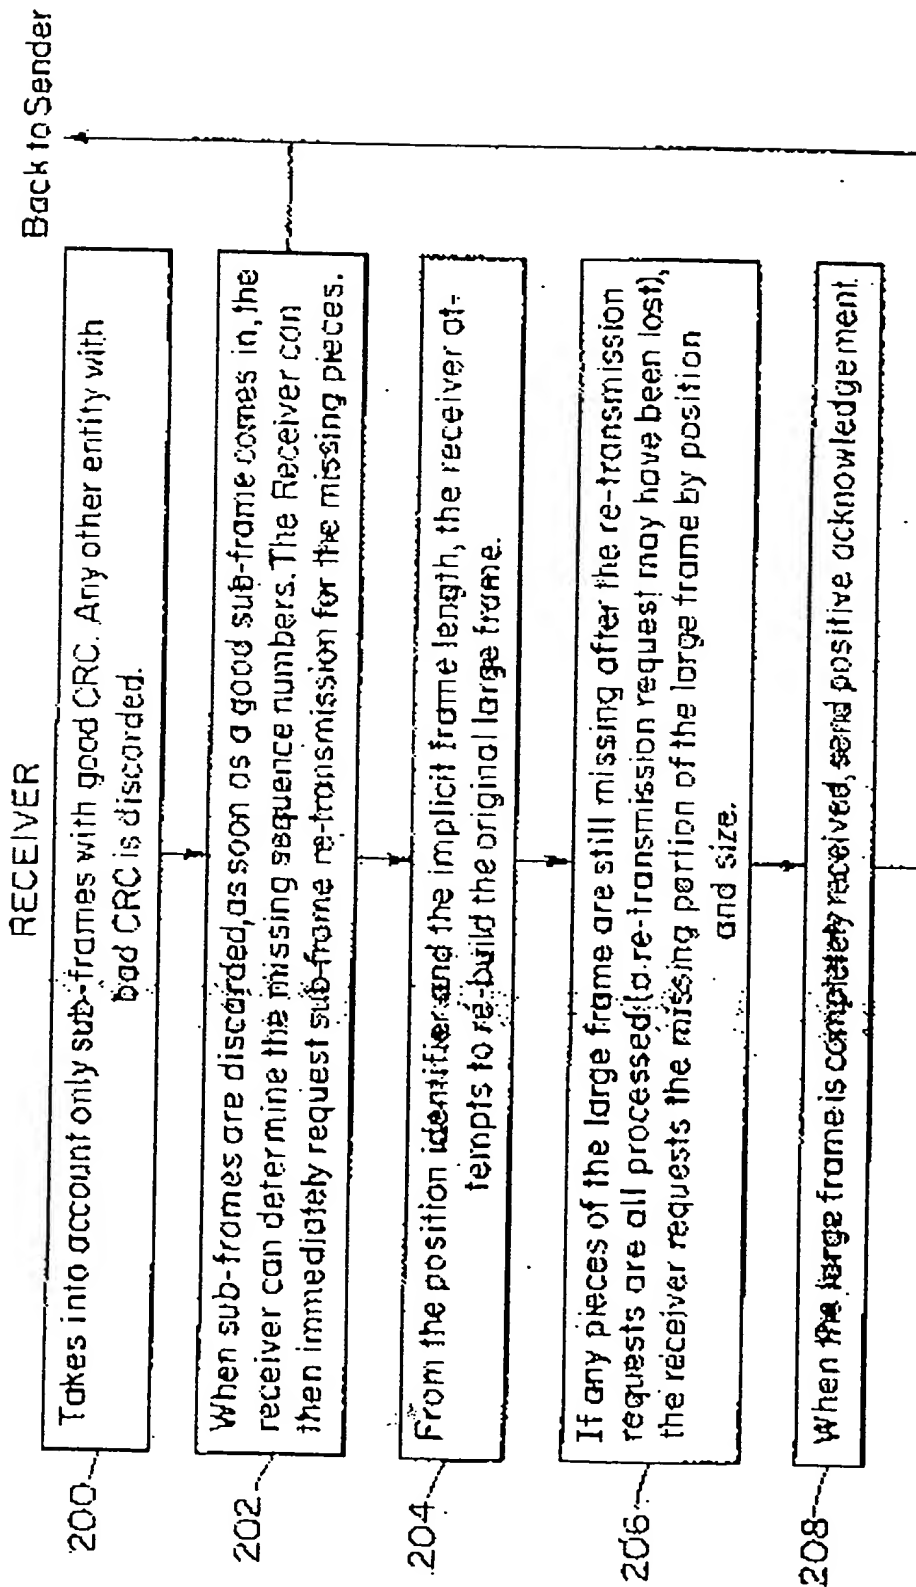 RECEIVER
Back to Sender
200
Takes into account only sub-frames with good CRC. Any other entity with
bad CRC is discarded.
202
When sub-frames are discarded, as soon as a good sub-frame comes in, the
receiver can determine the missing sequence numbers. The Receiver can
then immediately request sub-frame re-transmission for the missing pieces.
204
From the position identifier and the implicit frame length, the receiver at-
tempts to re-build the original large frame.
206
If any pieces of the large frame are still missing after the re-transmission
requests are all processed (a re-transmission request may have been lost),
the receiver requests the missing portion of the large frame by position
and size.
208
When the large frame is completely received, send positive acknowledgement.